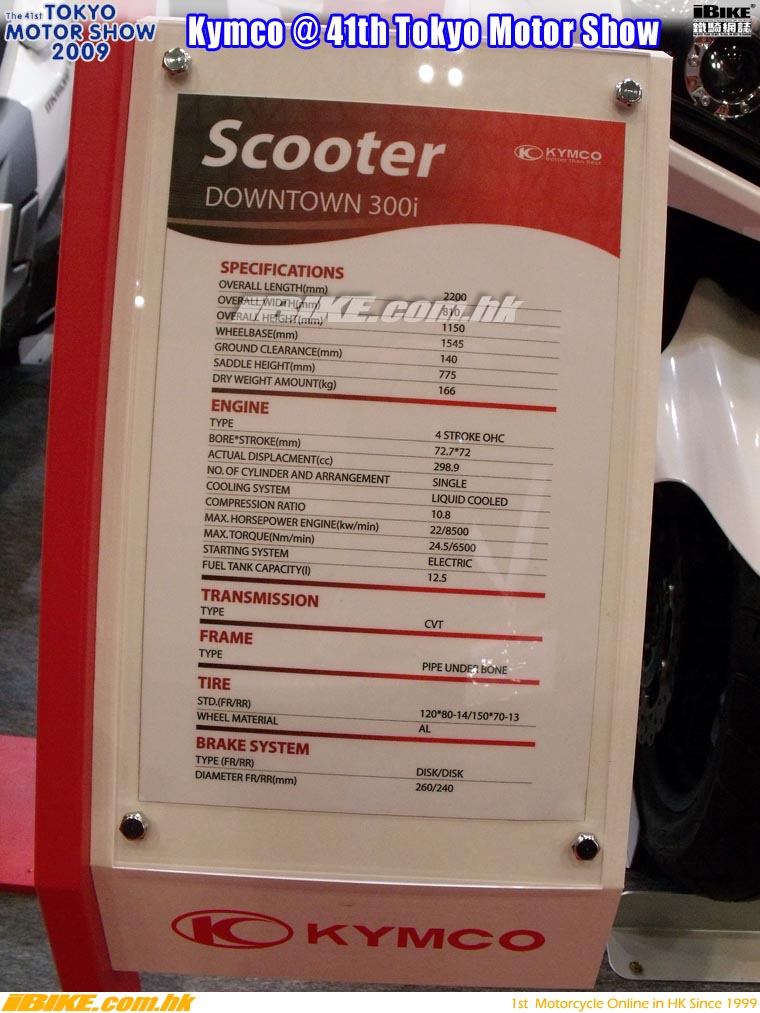 The 41st TOKYO
MOTOR SHOW
2009
Kymco @ 41th Tokyo Motor Show
iBIKE
鐵騎網誌
Scooter
DOWNTOWN 300i
KYMCO
better than best
SPECIFICATIONS
OVERALL LENGTH(mm) 2200
OVERALL WIDTH(mm) 810
iBIKE.com.hk
OVERALL HEIGHT(mm) 1150
WHEELBASE(mm) 1545
GROUND CLEARANCE(mm) 140
SADDLE HEIGHT(mm) 775
DRY WEIGHT AMOUNT(kg) 166
ENGINE
TYPE 4 STROKE OHC
BORE*STROKE(mm) 72.7*72
ACTUAL DISPLACMENT(cc) 298.9
NO. OF CYLINDER AND ARRANGEMENT SINGLE
COOLING SYSTEM LIQUID COOLED
COMPRESSION RATIO 10.8
MAX. HORSEPOWER ENGINE(kw/min) 22/8500
MAX. TORQUE(Nm/min) 24.5/6500
STARTING SYSTEM ELECTRIC
FUEL TANK CAPACITY(l) 12.5
TRANSMISSION
TYPE CVT
FRAME
TYPE PIPE UNDER BONE
TIRE
STD.(FR/RR) 120*80-14/150*70-13
WHEEL MATERIAL AL
BRAKE SYSTEM
TYPE (FR/RR) DISK/DISK
DIAMETER FR/RR(mm) 260/240
KYMCO
iBIKE.com.hk
1st Motorcycle Online in HK Since 1999